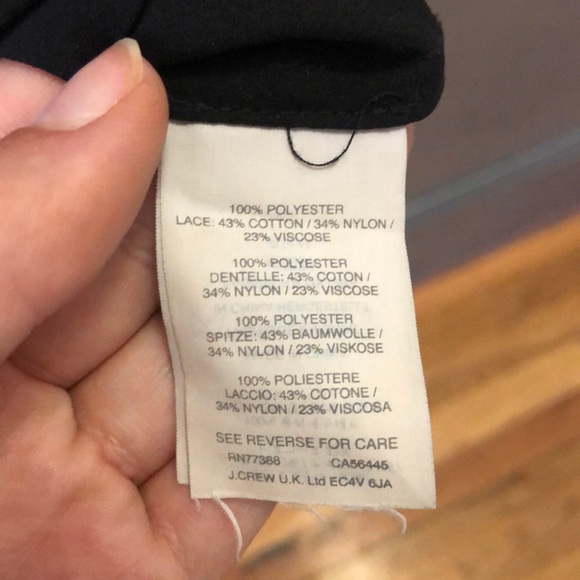 100% POLYESTER
LACE: 43% COTTON / 34% NYLON /
23% VISCOSE
100% POLYESTER
DENTELLE: 43% COTON /
34% NYLON / 23% VISCOSE
100% POLYESTER
SPITZE: 43% BAUMWOLLE /
34% NYLON / 23% VISKOSE
100% POLIESTERE
LACCIO: 43% COTONE /
34% NYLON / 23% VISCOSA
SEE REVERSE FOR CARE
RN77388 CA56445
J.CREW U.K. Ltd EC4V 6JA